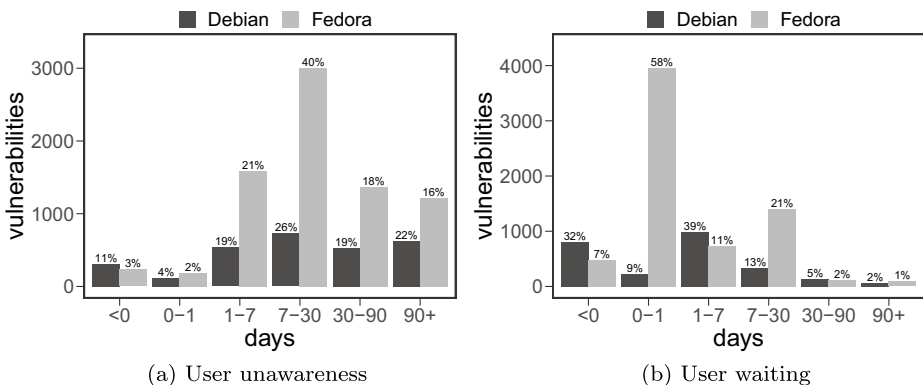 Debian Fedora
vulnerabilities
3000
2000
1000
0
11% 3% 4% 2% 19% 21% 26% 40% 19% 18% 22% 16%
<0 0−1 1−7 7−30 30−90 90+
days
(a) User unawareness
Debian Fedora
vulnerabilities
4000
3000
2000
1000
0
32% 7% 9% 58% 39% 11% 13% 21% 5% 2% 2% 1%
<0 0−1 1−7 7−30 30−90 90+
days
(b) User waiting